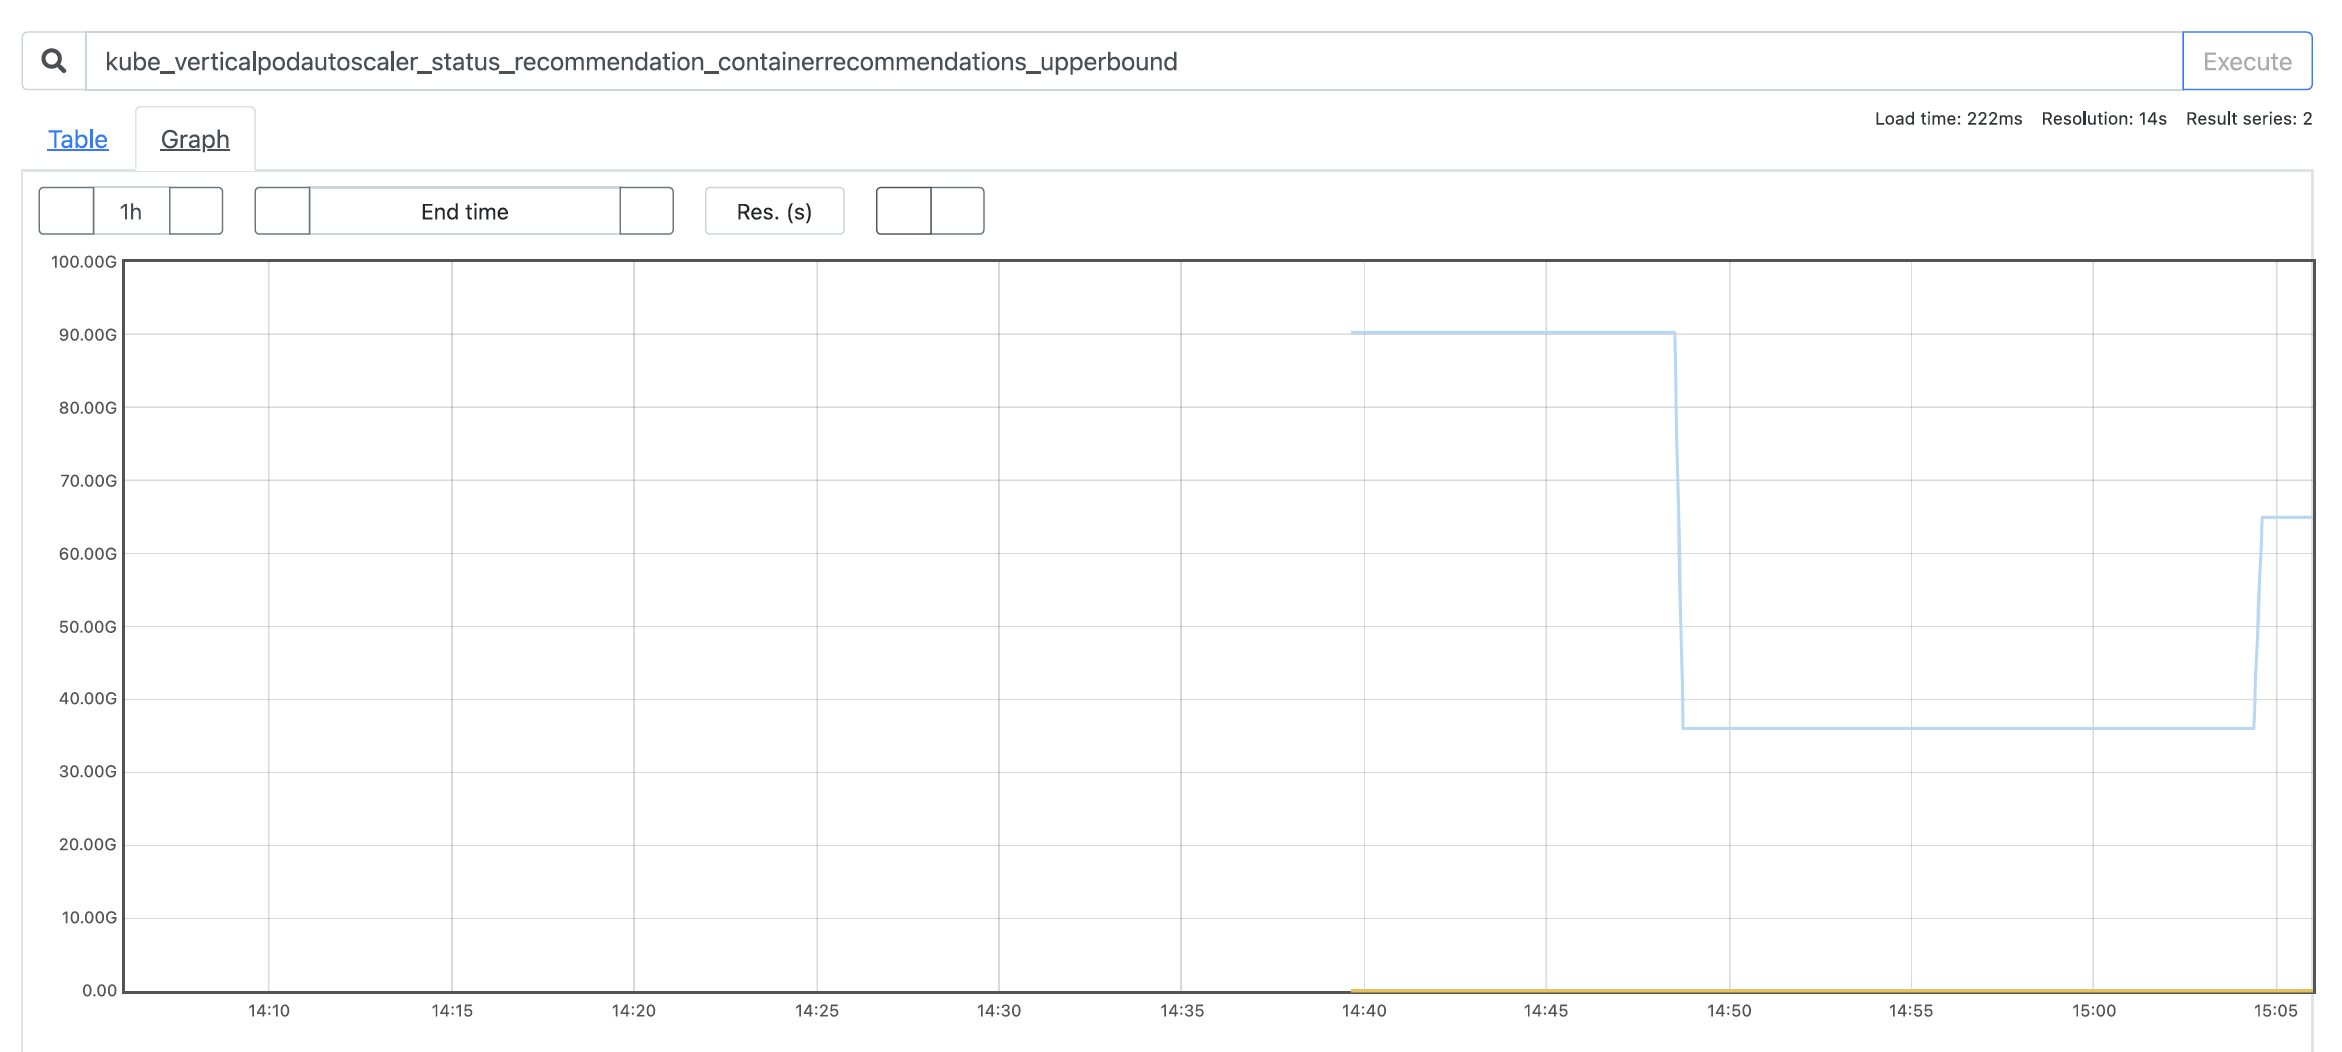 kube_verticalpodautoscaler_status_recommendation_containerrecommendations_upperbound
Execute
Table
Graph
Load time: 222ms Resolution: 14s Result series: 2
1h
End time
Res. (s)
100.00G
90.00G
80.00G
70.00G
60.00G
50.00G
40.00G
30.00G
20.00G
10.00G
0.00
14:10 14:15 14:20 14:25 14:30 14:35 14:40 14:45 14:50 14:55 15:00 15:05